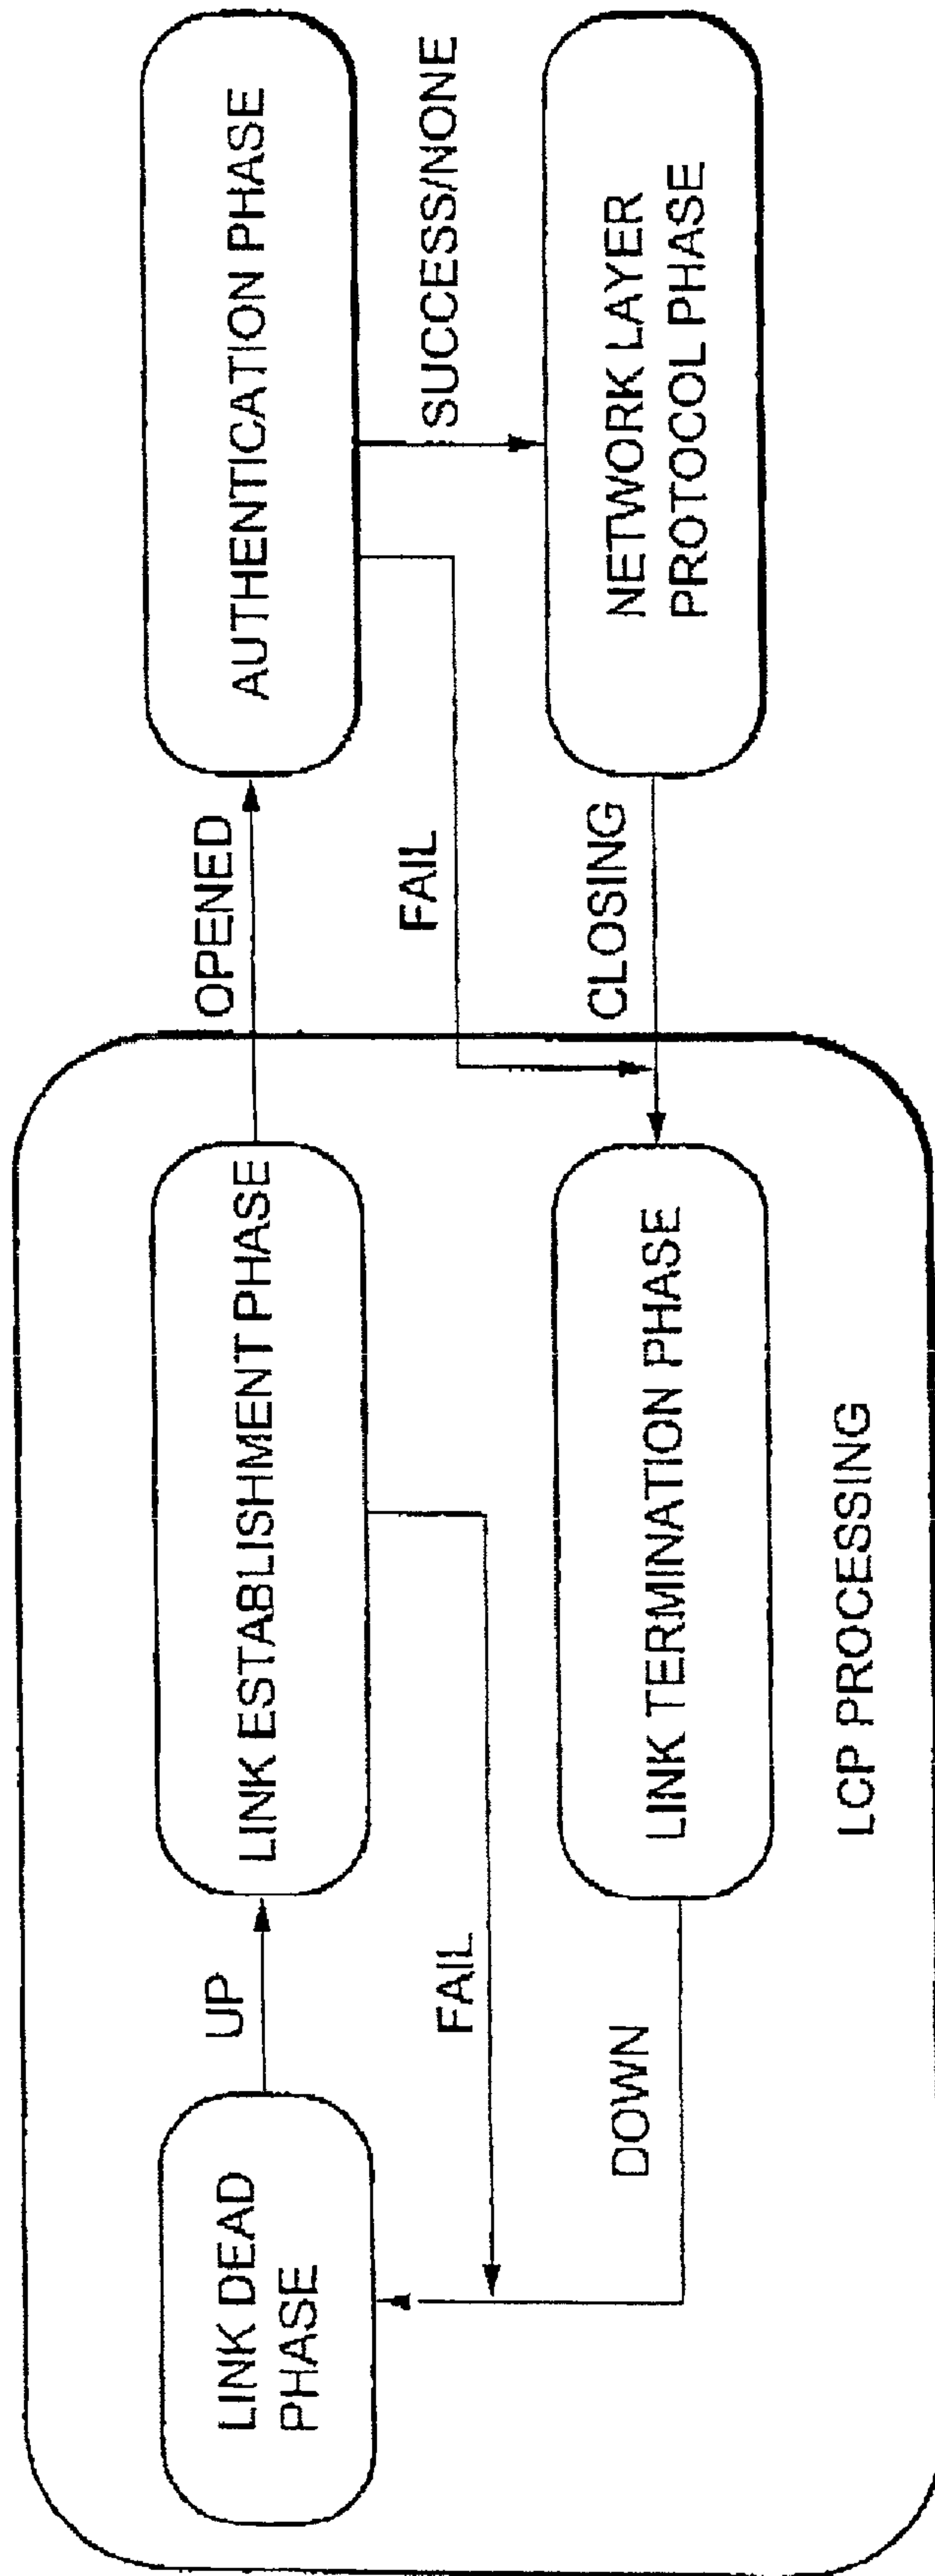 LINK DEAD
PHASE
UP
LINK ESTABLISHMENT PHASE
OPENED
AUTHENTICATION PHASE
FAIL
FAIL
SUCCESS/NONE
DOWN
LINK TERMINATION PHASE
CLOSING
NETWORK LAYER
PROTOCOL PHASE
LCP PROCESSING